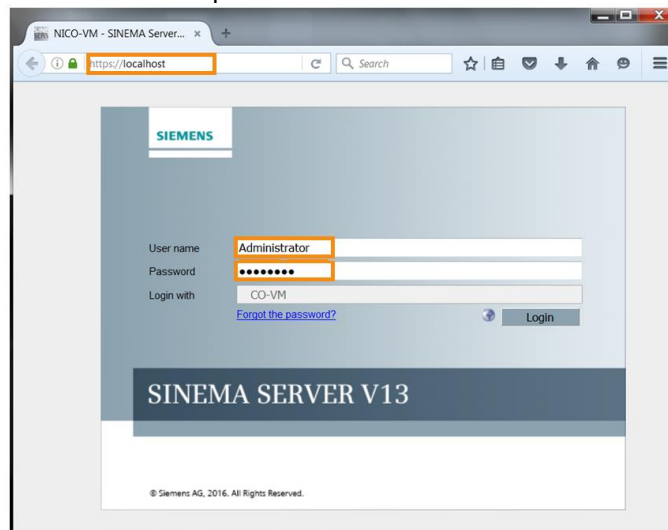 NICO-VM - SINEMA Server...
https://localhost
Search
SIEMENS
User name Administrator
Password ●●●●●●●●
Login with CO-VM
Forgot the password? Login
SINEMA SERVER V13
© Siemens AG, 2016. All Rights Reserved.